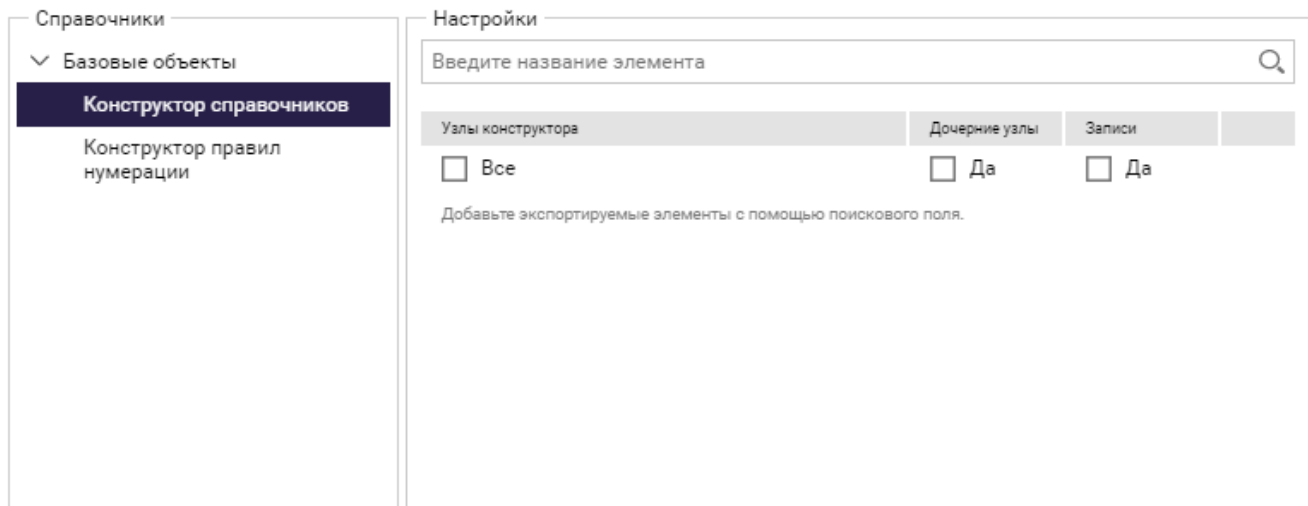 Справочники
Базовые объекты
Конструктор справочников
Конструктор правил
нумерации
Настройки
Введите название элемента
Узлы конструктора Дочерние узлы Записи
Все Да Да
Добавьте экспортируемые элементы с помощью поискового поля.